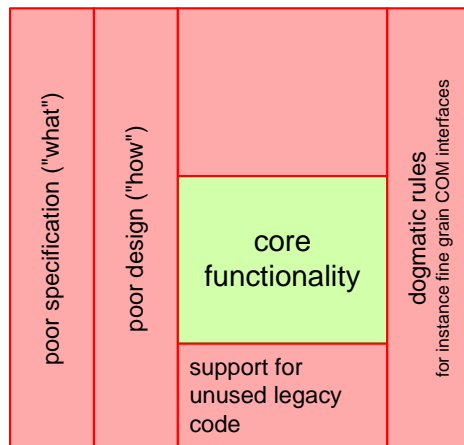 poor specification ("what")
poor design ("how")
core
functionality
support for
unused legacy
code
dogmatic rules
for instance fine grain COM interfaces